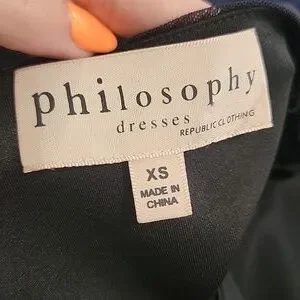 philosophy
dresses
REPUBLIC CLOTHING
XS
MADE IN
CHINA